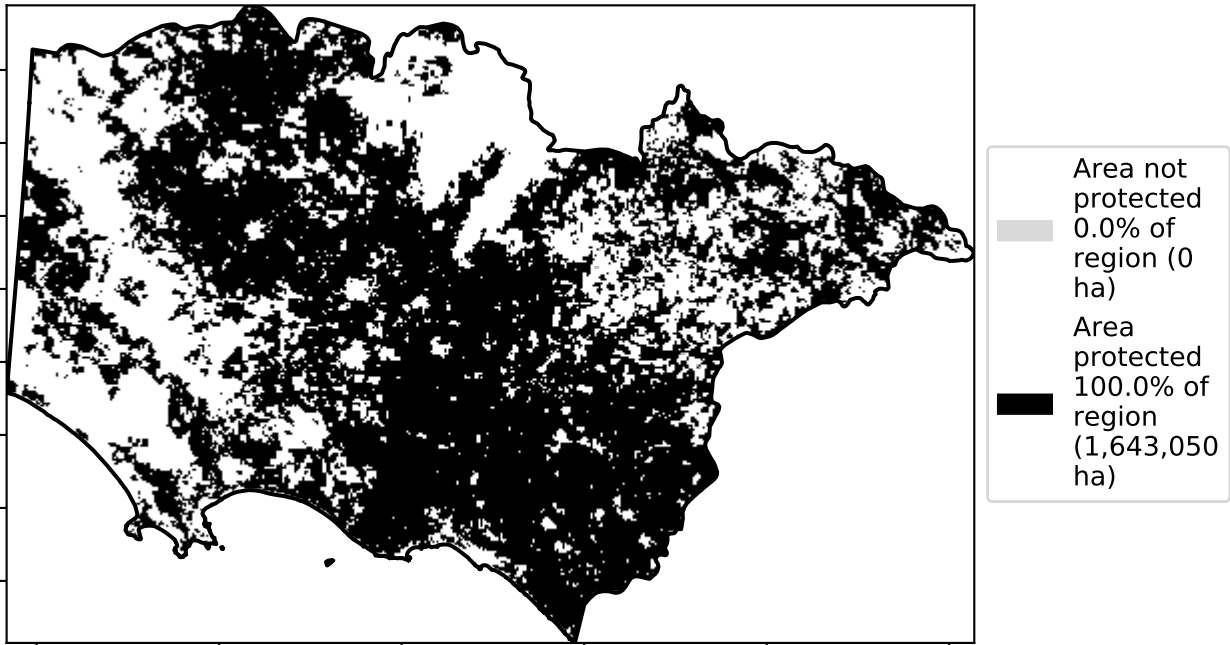 Area not
protected
0.0% of
region (0
ha)
Area
protected
100.0% of
region
(1,643,050
ha)